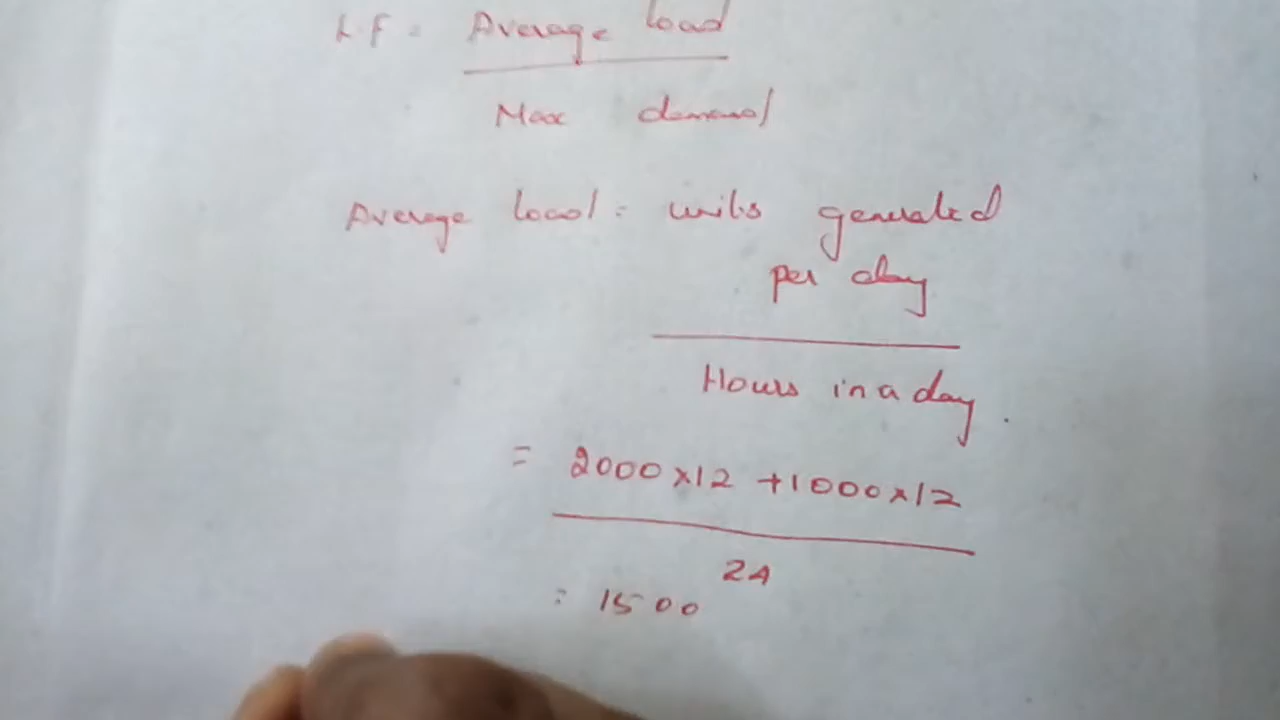 L F = Average load
Max demand
Average load = units generated
per day
Hours in a day.
= 2000 x 12 + 1000 x 12
24
= 1500